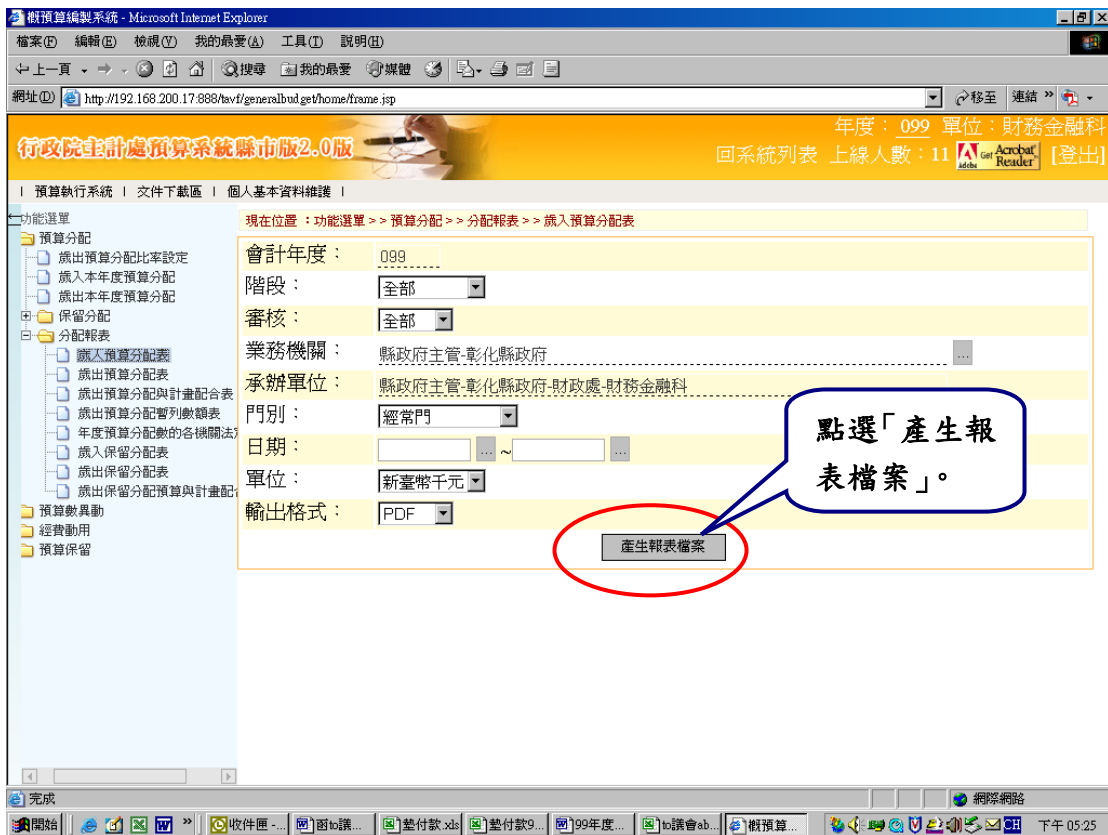 概預算編製系統 - Microsoft Internet Explorer
檔案(F) 編輯(E) 檢視(V) 我的最愛(A) 工具(T) 說明(H)
上一頁 搜尋 我的最愛 媒體
網址(D) http://192.168.200.17:888/tavf/generalbudget/home/frame.jsp 移至 連結 »
行政院主計處預算系統縣市版2.0版
年度：099 單位：財務金融科
回系統列表 上線人數：11 Get Acrobat Reader Adobe [登出]
| 預算執行系統 | 文件下載區 | 個人基本資料維護 |
功能選單
預算分配
歲出預算分配比率設定
歲入本年度預算分配
歲出本年度預算分配
保留分配
分配報表
歲入預算分配表
歲出預算分配表
歲出預算分配與計畫配合表
歲出預算分配暫列數額表
年度預算分配數的各機關法
歲入保留分配表
歲出保留分配表
歲出保留分配預算與計畫配
預算數異動
經費動用
預算保留
現在位置：功能選單>>預算分配>>分配報表>>歲入預算分配表
會計年度： 099
階段： 全部
審核： 全部
業務機關： 縣政府主管-彰化縣政府 ...
承辦單位： 縣政府主管-彰化縣政府-財政處-財務金融科
門別： 經常門
日期： ... ~ ...
單位： 新臺幣千元
輸出格式： PDF
產生報表檔案
點選「產生報
表檔案」。
完成 網際網路
開始 » 收件匣 -... 函to議... 墊付款.xls 墊付款9... 99年度... to議會ab... 概預算... CH 下午 05:25